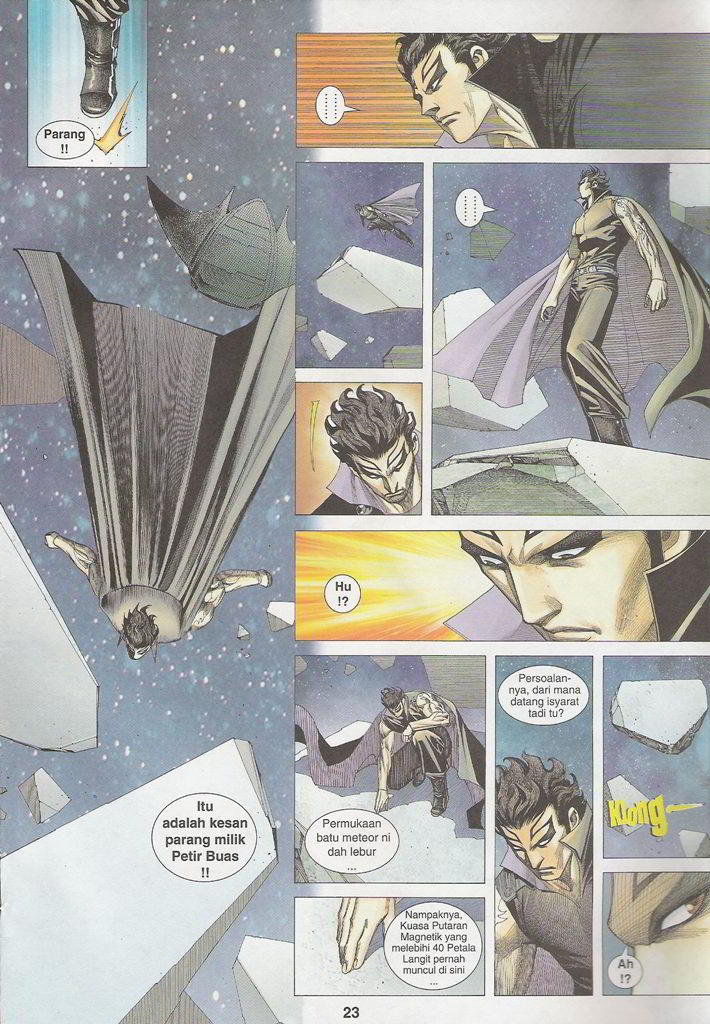 Parang
!!
Itu
adalah kesan
parang milik
Petir Buas
!!
......
......
Hu
!?
Permukaan
batu meteor ni
dah lebur
...
Nampaknya,
Kuasa Putaran
Magnetik yang
melebihi 40 Petala
Langit pernah
muncul di sini
...
Persoalan-
nya, dari mana
datang isyarat
tadi tu?
Klong
Ah
!?
23